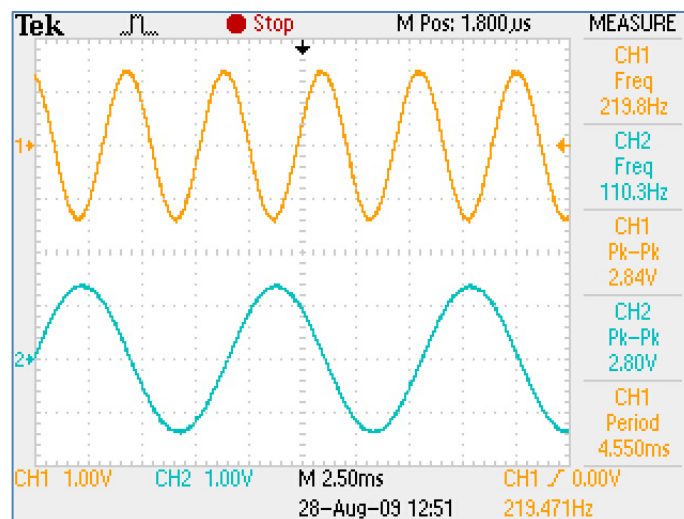 Tek Stop M Pos: 1.800us MEASURE
CH1
Freq
219.8Hz
CH2
Freq
110.3Hz
CH1
Pk-Pk
2.84V
CH2
Pk-Pk
2.80V
CH1
Period
4.550ms
1
2
CH1 1.00V CH2 1.00V M 2.50ms CH1 / 0.00V
28-Aug-09 12:51 219.471Hz